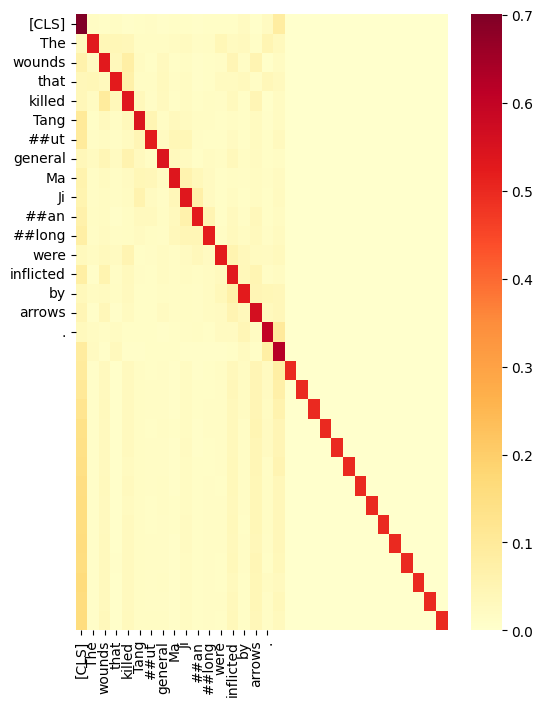 [CLS]
The
wounds
that
killed
Tang
##ut
general
Ma
Ji
##an
##long
were
inflicted
by
arrows
.
0.7
0.6
0.5
0.4
0.3
0.2
0.1
0.0
[CLS]
The
wounds
that
killed
Tang
##ut
general
Ma
Ji
##an
##long
were
inflicted
by
arrows
.